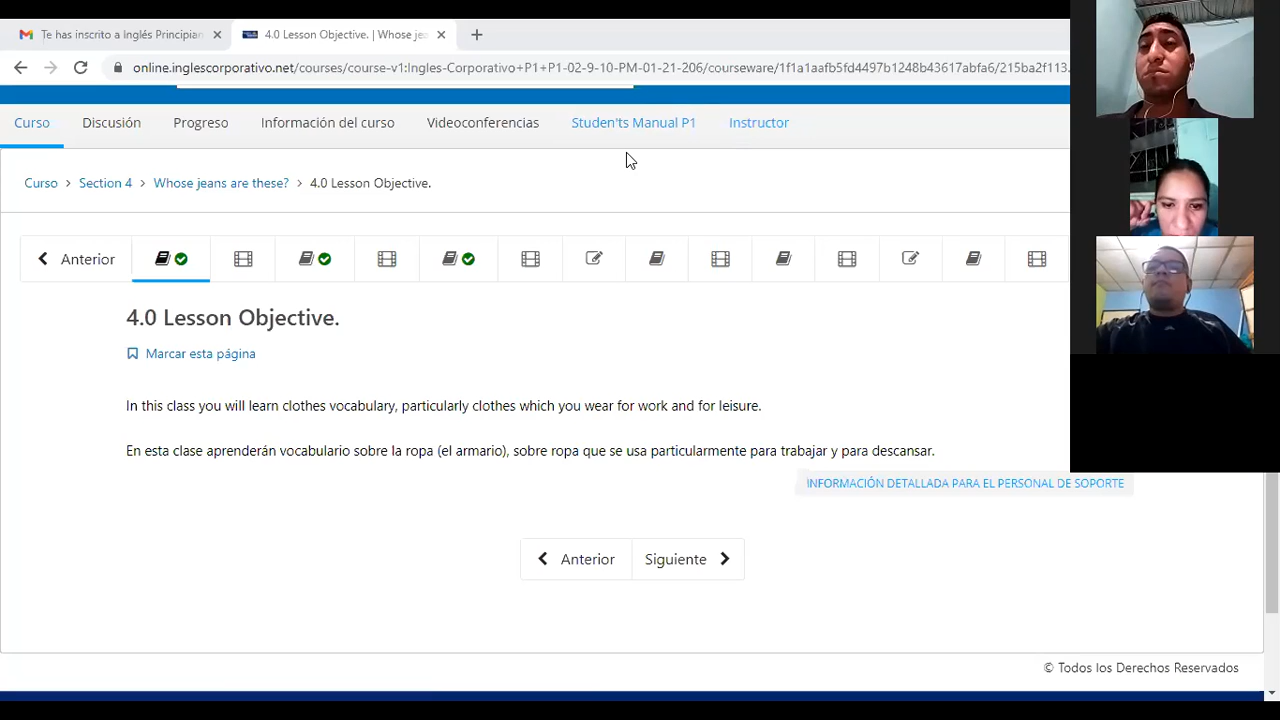 Te has inscrito a Inglés Principian
4.0 Lesson Objective. | Whose je
online.inglescorporativo.net/courses/course-v1:Ingles-Corporativo+P1+P1-02-9-10-PM-01-21-206/courseware/1f1a1aafb5fd4497b1248b43617abfa6/215ba2f113...
Curso Discusión Progreso Información del curso Videoconferencias Studen'ts Manual P1 Instructor
Curso > Section 4 > Whose jeans are these? > 4.0 Lesson Objective.
Anterior
4.0 Lesson Objective.
Marcar esta página
In this class you will learn clothes vocabulary, particularly clothes which you wear for work and for leisure.
En esta clase aprenderán vocabulario sobre la ropa (el armario), sobre ropa que se usa particularmente para trabajar y para descansar.
INFORMACIÓN DETALLADA PARA EL PERSONAL DE SOPORTE
Anterior Siguiente
© Todos los Derechos Reservados